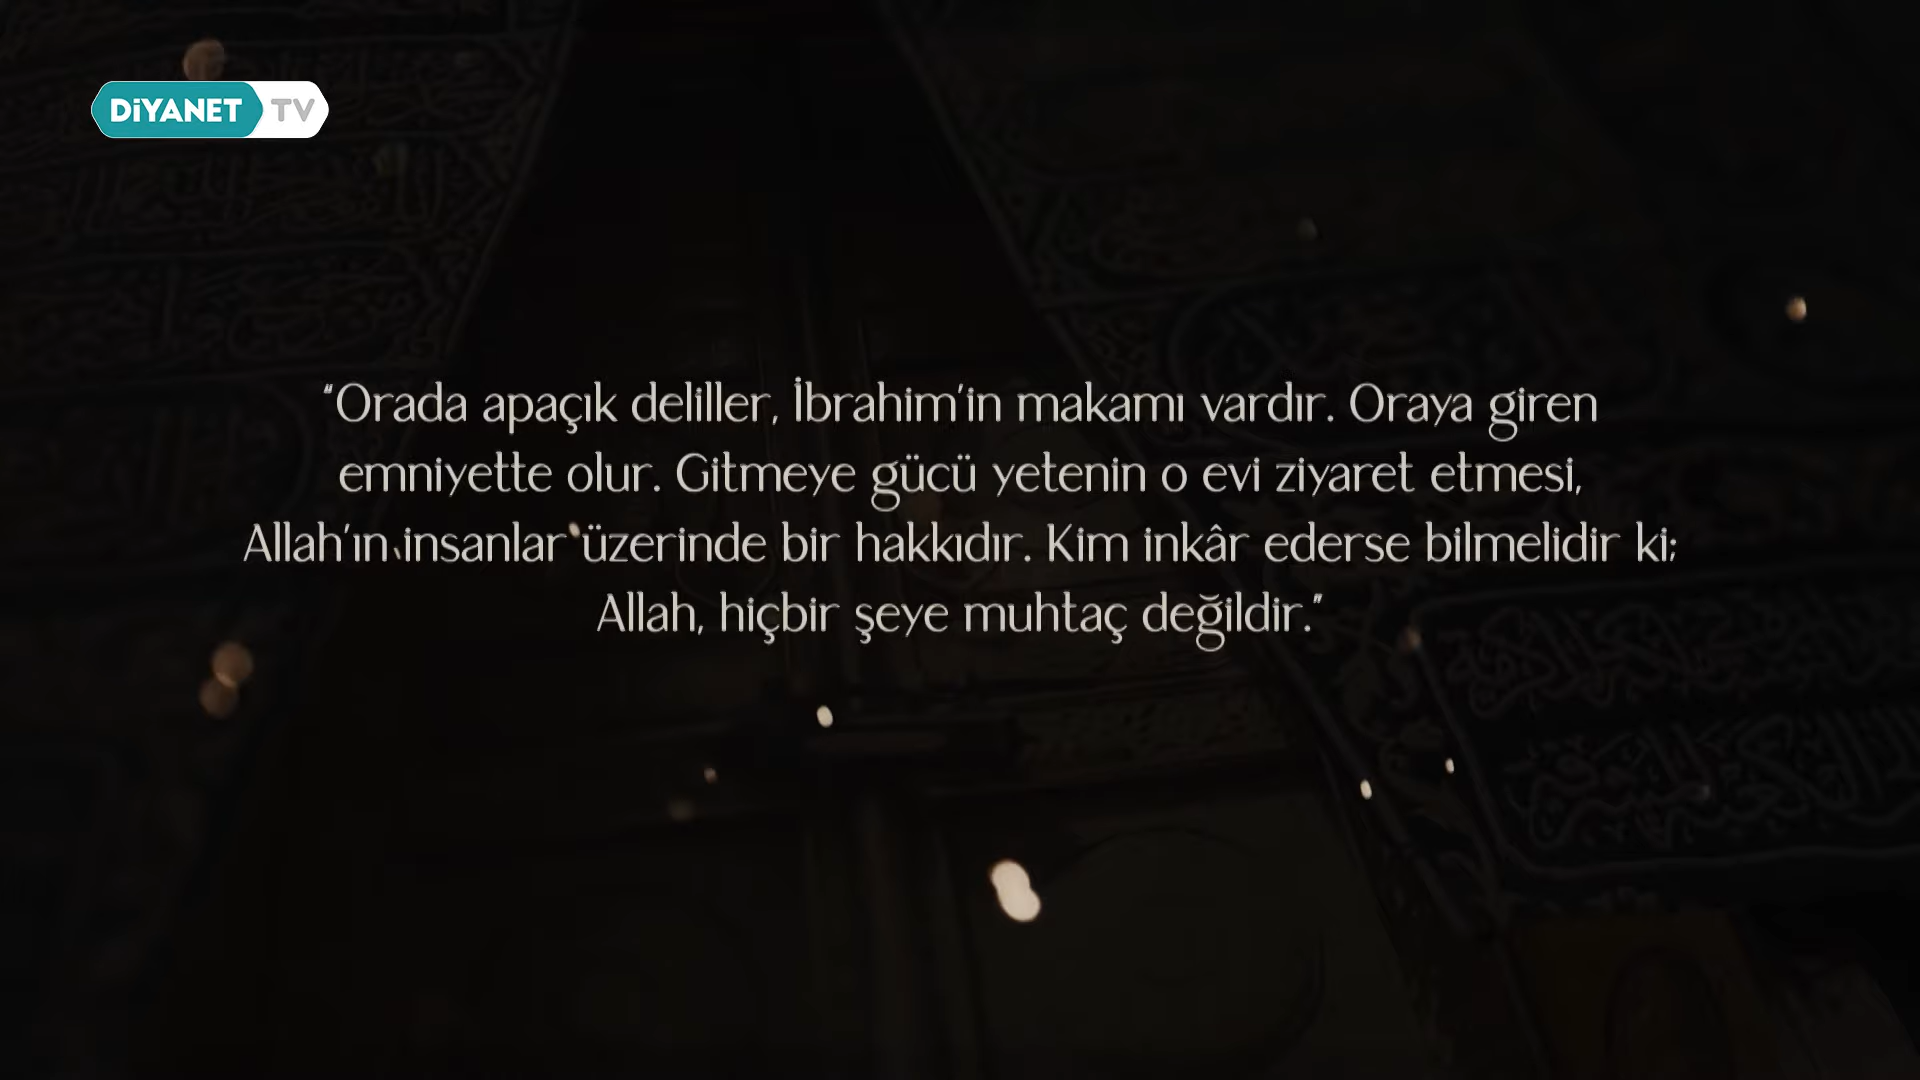 DİYANET TV
"Orada apaçık deliller, İbrahim'in makamı vardır. Oraya giren
emniyette olur. Gitmeye gücü yetenin o evi ziyaret etmesi,
Allah'ın insanlar üzerinde bir hakkıdır. Kim inkâr ederse bilmelidir ki;
Allah, hiçbir şeye muhtaç değildir."